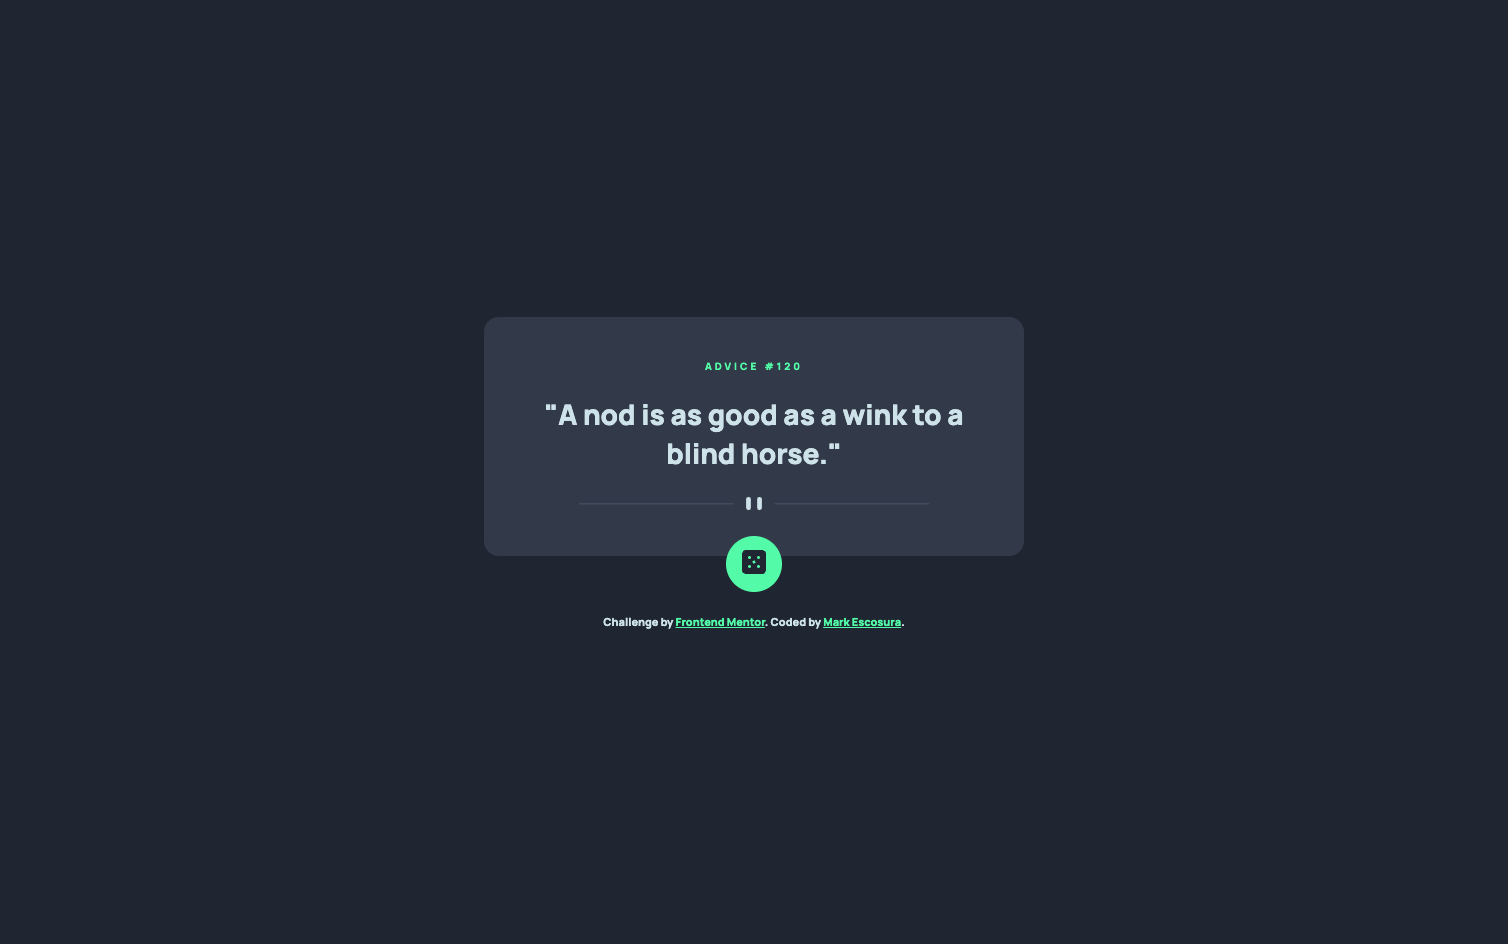 ADVICE #120
"A nod is as good as a wink to a
blind horse."
Challenge by Frontend Mentor. Coded by Mark Escosura.